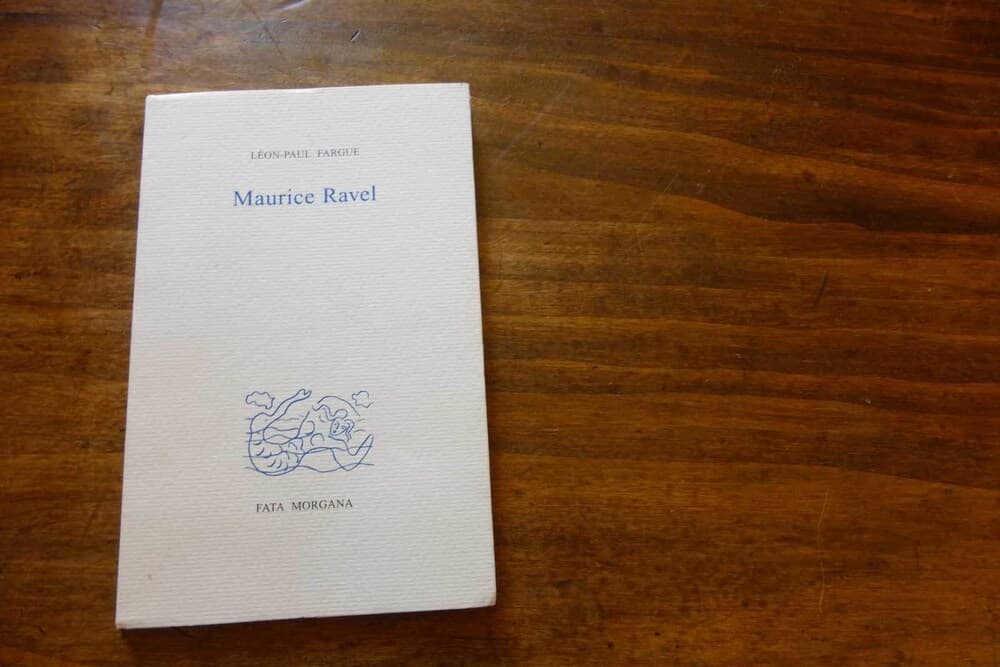 LÉON-PAUL FARGUE
Maurice Ravel
FATA MORGANA